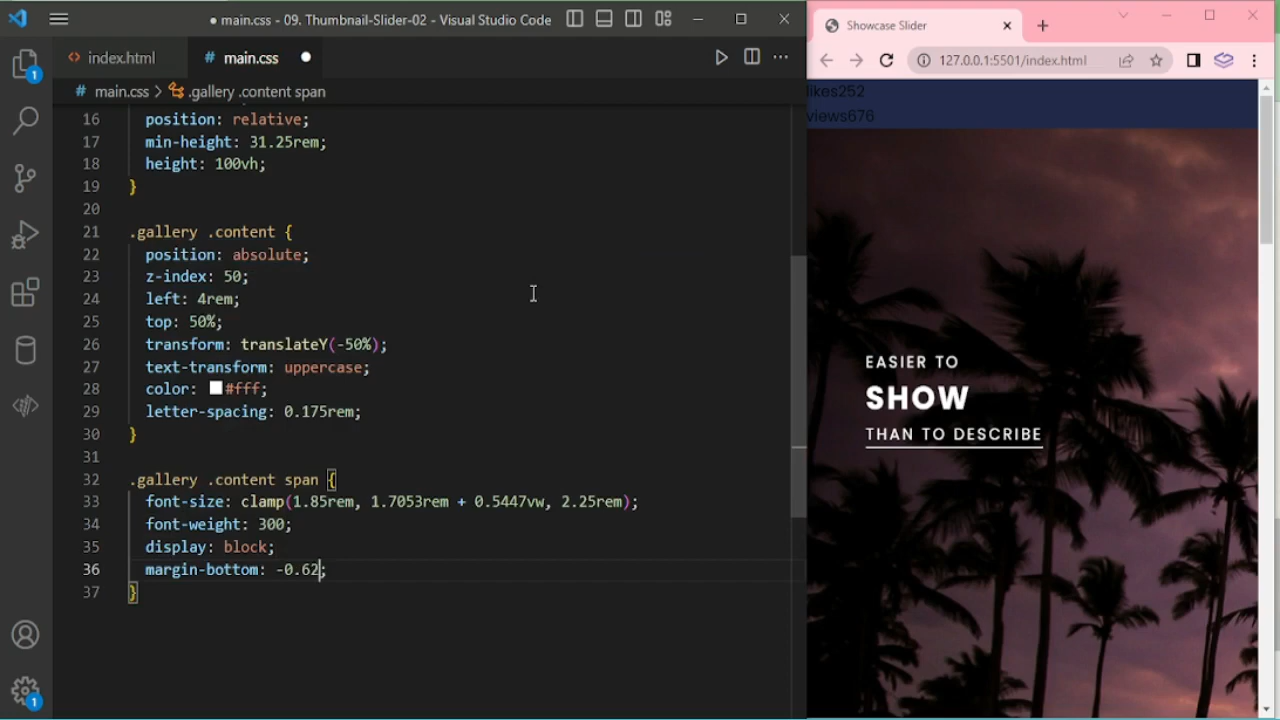 main.css - 09. Thumbnail-Slider-02 - Visual Studio Code
index.html
# main.css
# main.css > .gallery .content span
16 position: relative;
17 min-height: 31.25rem;
18 height: 100vh;
19 }
20
21 .gallery .content {
22 position: absolute;
23 z-index: 50;
24 left: 4rem;
25 top: 50%;
26 transform: translateY(-50%);
27 text-transform: uppercase;
28 color: #fff;
29 letter-spacing: 0.175rem;
30 }
31
32 .gallery .content span {
33 font-size: clamp(1.85rem, 1.7053rem + 0.5447vw, 2.25rem);
34 font-weight: 300;
35 display: block;
36 margin-bottom: -0.62;
37 }
1
1
Showcase Slider
127.0.0.1:5501/index.html
likes252
views676
EASIER TO
SHOW
THAN TO DESCRIBE